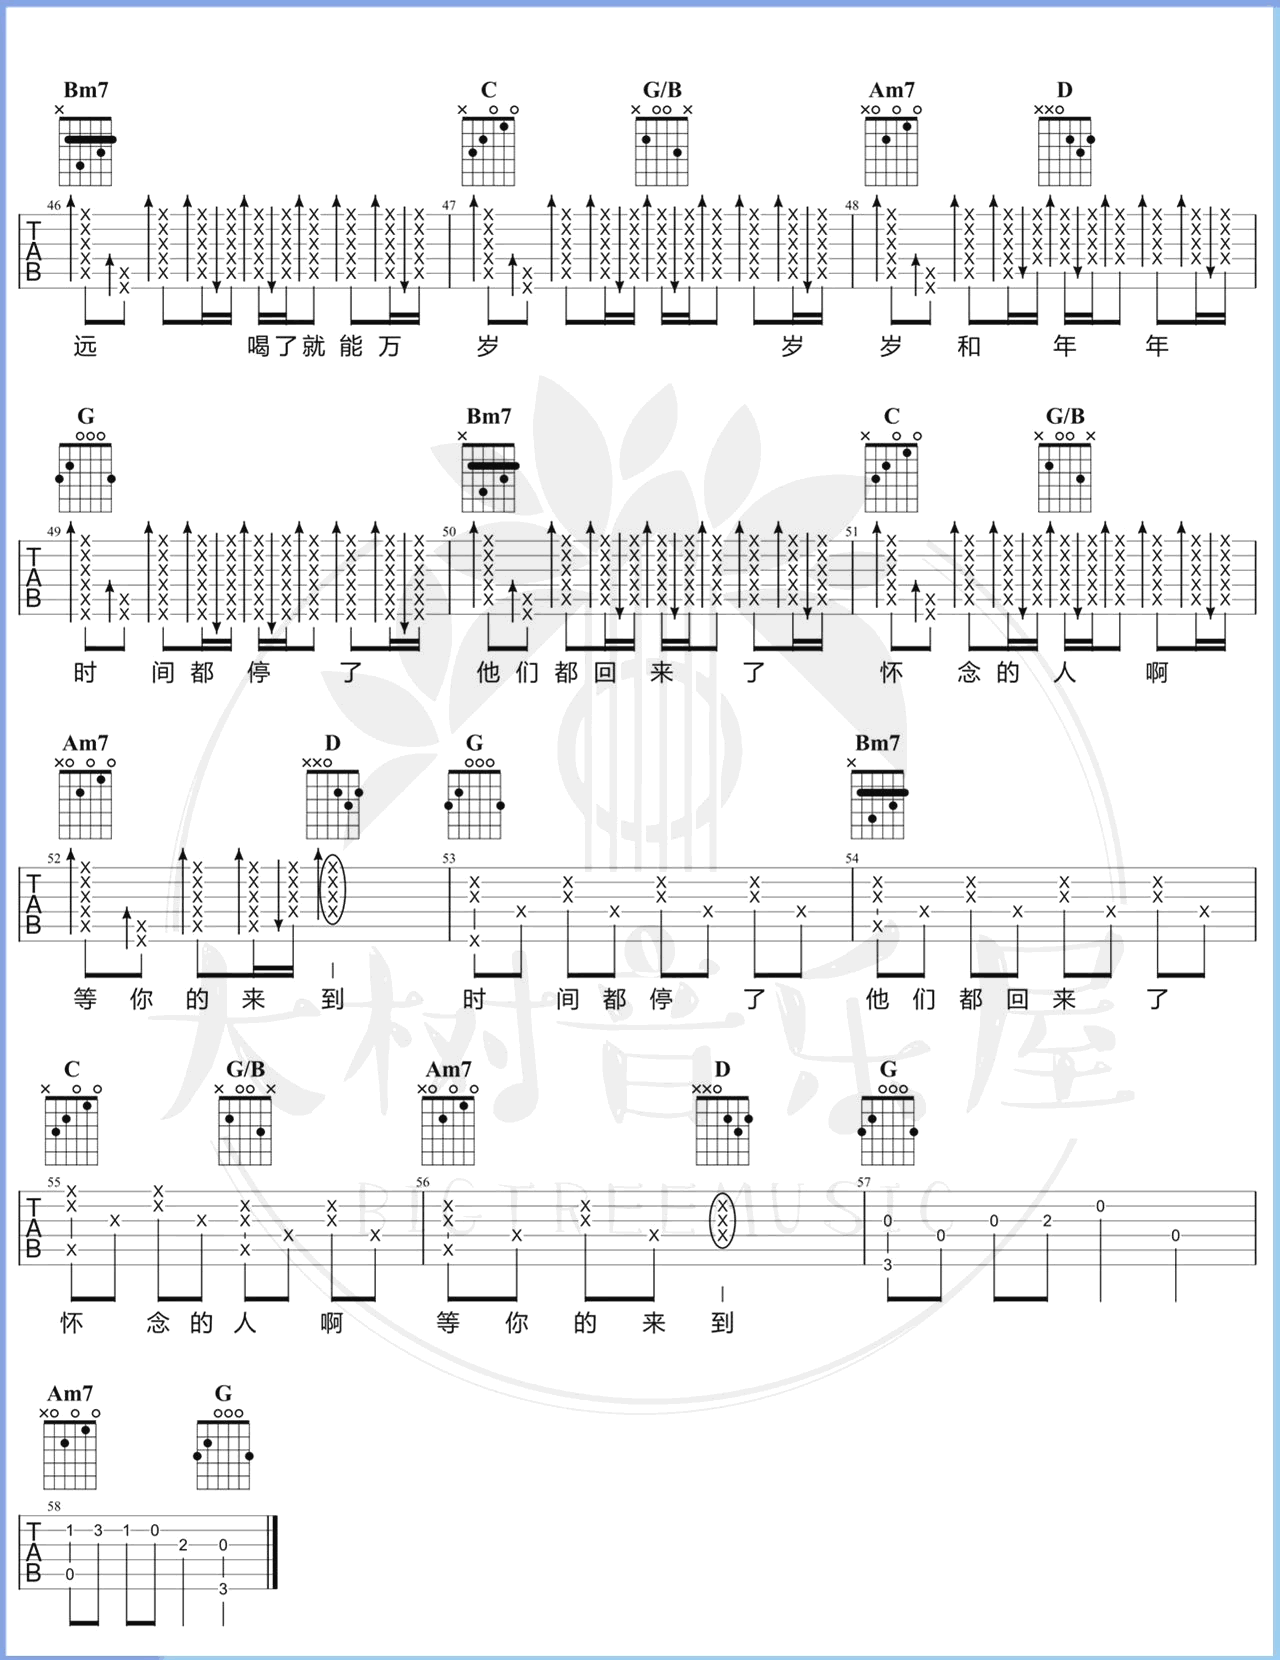 Bm7 C G/B Am7 D
46 47 48
TAB
远 喝了就能万 岁 岁 岁 和 年 年
G Bm7 C G/B
49 50 51
TAB
时 间都 停 了 他们都回 来 了 怀 念的 人 啊
Am7 D G Bm7
52 53 54
TAB
等 你 的 来 到 时 间 都 停 了 他 们 都 回 来 了
大树音乐屋
C G/B Am7 D G
BIGTREEMUSIC
55 56 57
TAB
0 0 0 2 0 0
3
怀 念 的 人 啊 等 你 的 来 到
Am7 G
58
TAB
1 3 1 0 2 0
0 3